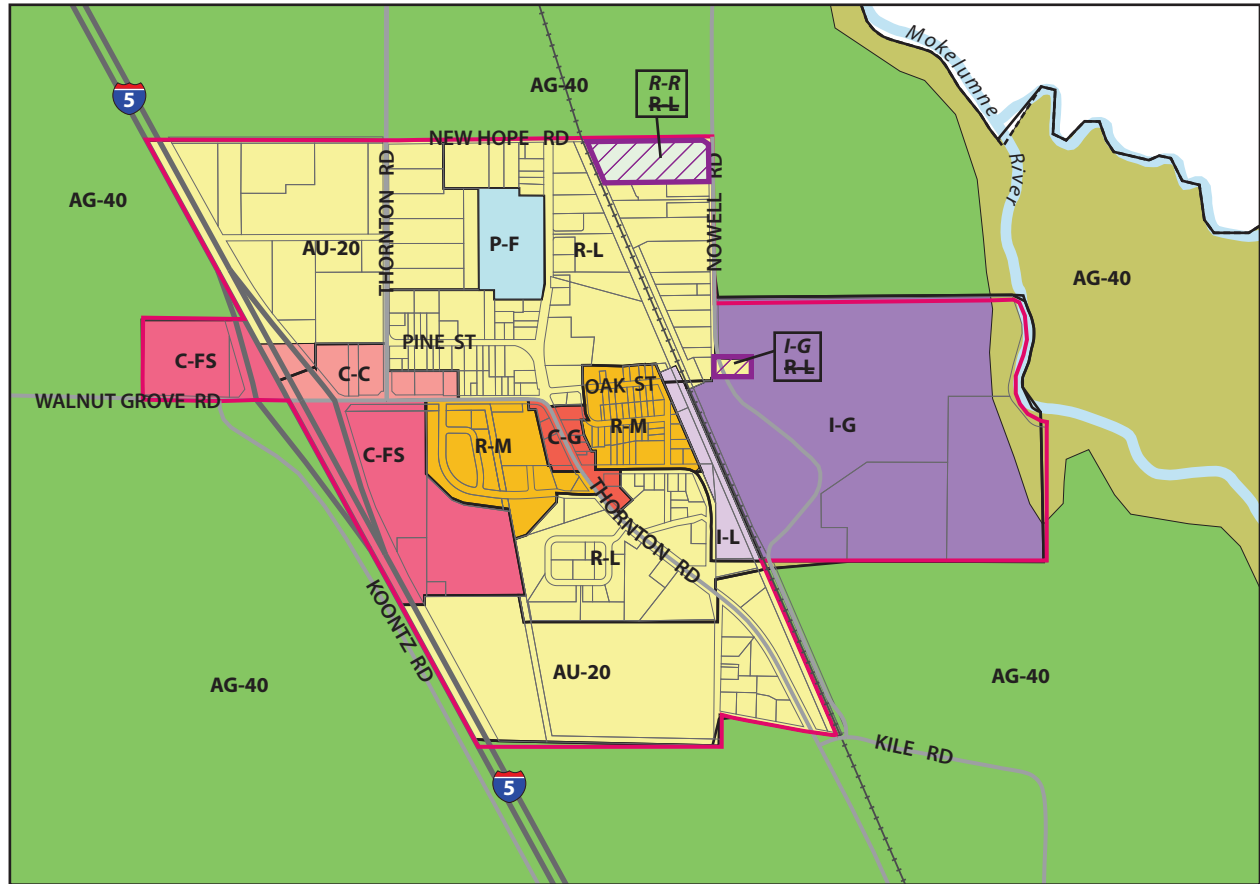 Mokelumne
River
5
AG-40
R-R
R-L
NEW HOPE RD
THORNTON RD
NOWELL RD
AG-40
AU-20
P-F
R-L
AG-40
C-FS
PINE ST
C-C
OAK ST
I-G
R-L
WALNUT GROVE RD
R-M
C-G
R-M
I-G
C-FS
THORNTON RD
I-L
R-L
KOONTZ RD
AG-40
AU-20
AG-40
KILE RD
5